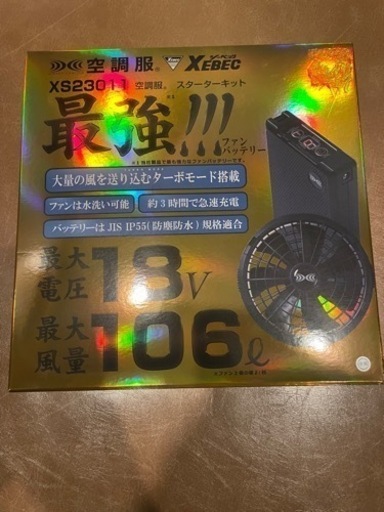 空調服® XEBEC
XS23011 空調服® スターターキット
最強!!!
ファン
バッテリー
大量の風を送り込むターボモード搭載
ファンは水洗い可能
約3時間で急速充電
バッテリーは JIS IP55(防塵防水) 規格適合
最大
電圧
18V
最大
風量
106ℓ